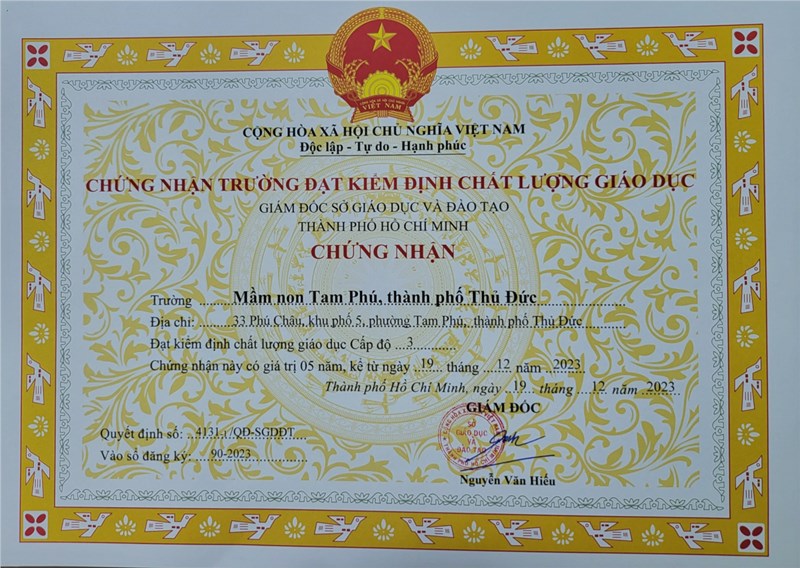 CỘNG HÒA XÃ HỘI CHỦ NGHĨA VIỆT NAM
Độc lập - Tự do - Hạnh phúc
CHỨNG NHẬN TRƯỜNG ĐẠT KIỂM ĐỊNH CHẤT LƯỢNG GIÁO DỤC
GIÁM ĐỐC SỞ GIÁO DỤC VÀ ĐÀO TẠO
THÀNH PHỐ HỒ CHÍ MINH
CHỨNG NHẬN
Trường ........Mầm non Tam Phú, thành phố Thủ Đức
Địa chỉ: ........33 Phú Châu, khu phố 5, phường Tam Phú, thành phố Thủ Đức
Đạt kiểm định chất lượng giáo dục Cấp độ ...3
Chứng nhận này có giá trị 05 năm, kể từ ngày ..19.. tháng ...12.. năm ..2023
Thành phố Hồ Chí Minh, ngày ..19.. tháng ..12 năm ..2023
GIÁM ĐỐC
SỞ
GIÁO DỤC
VÀ
ĐÀO TẠO
Quyết định số: ..4131../QĐ-SGDĐT
Vào sổ đăng ký: ....90-2023
Nguyễn Văn Hiếu